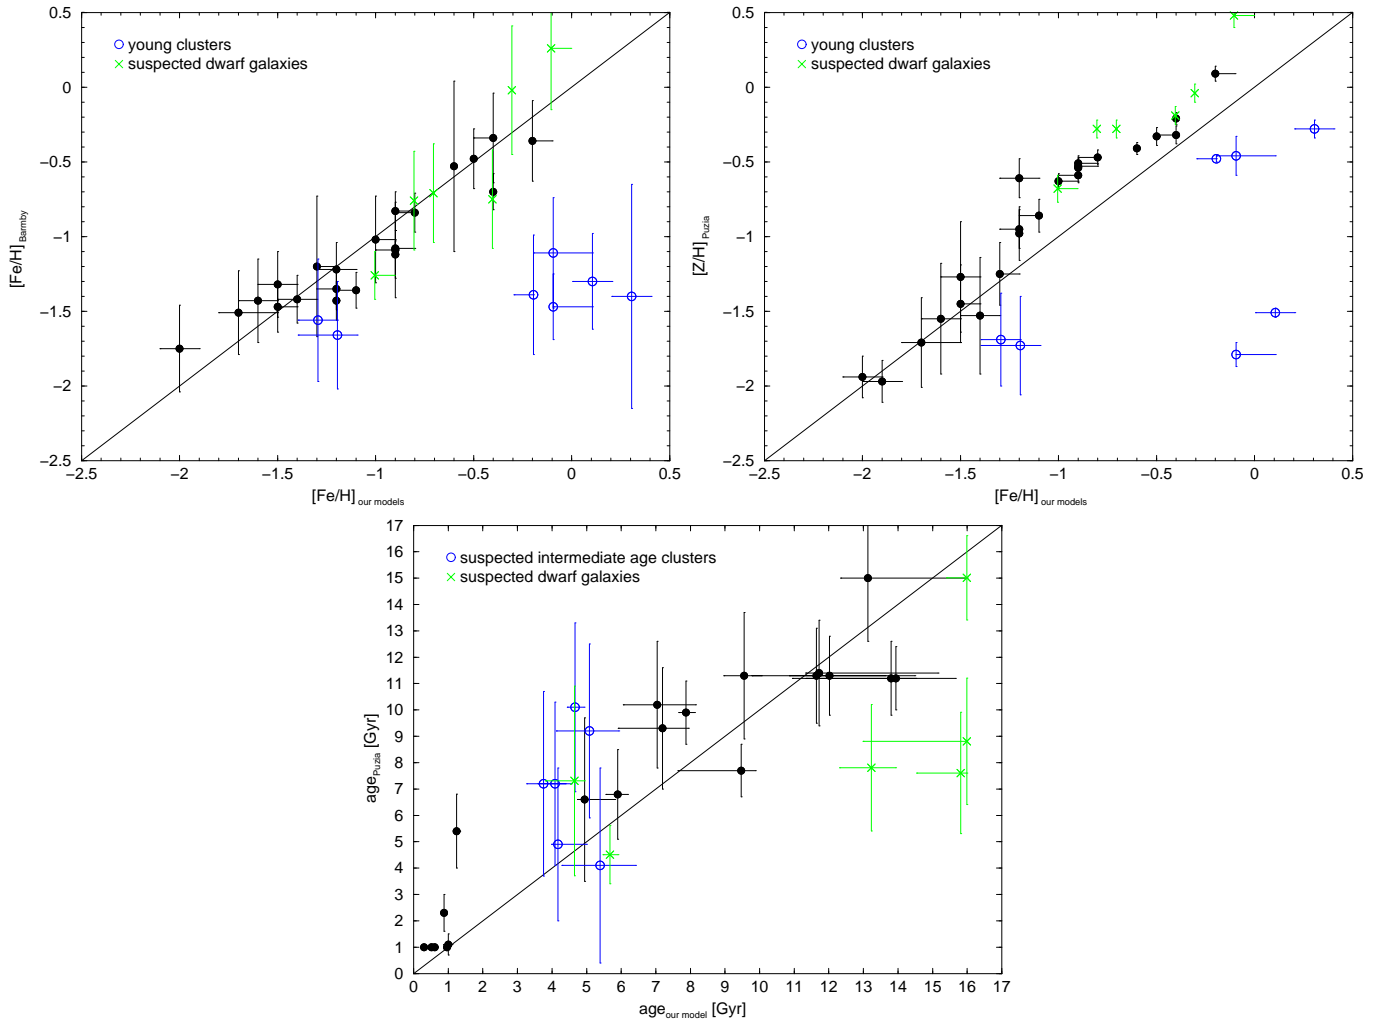 0.5
0
−0.5
−1
−1.5
−2
−2.5
[Fe/H] Barmby
young clusters
suspected dwarf galaxies
−2.5 −2 −1.5 −1 −0.5 0 0.5
[Fe/H] our models
0.5
0
−0.5
−1
−1.5
−2
−2.5
[Z/H] Puzia
young clusters
suspected dwarf galaxies
−2.5 −2 −1.5 −1 −0.5 0 0.5
[Fe/H] our models
17
16
15
14
13
12
11
10
9
8
7
6
5
4
3
2
1
0
age Puzia [Gyr]
suspected intermediate age clusters
suspected dwarf galaxies
0 1 2 3 4 5 6 7 8 9 10 11 12 13 14 15 16 17
age our model [Gyr]